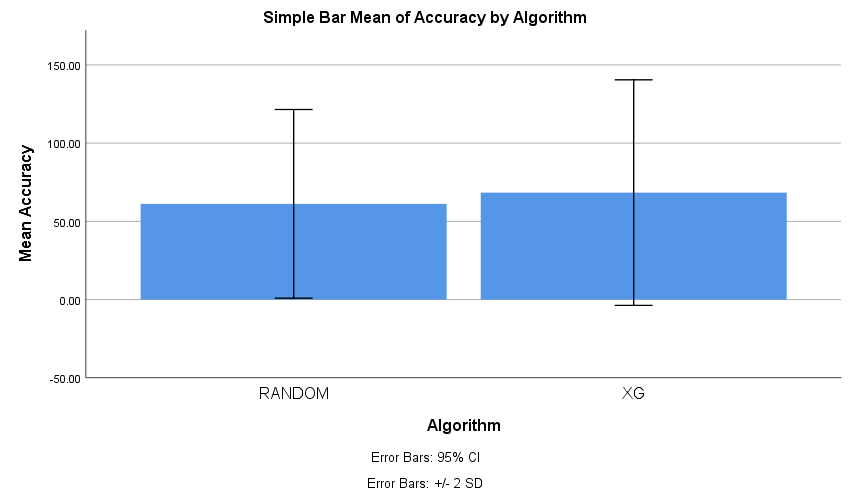 Simple Bar Mean of Accuracy by Algorithm
Mean Accuracy
150.00
100.00
50.00
0.00
-50.00
RANDOM XG
Algorithm
Error Bars: 95% CI
Error Bars: +/- 2 SD